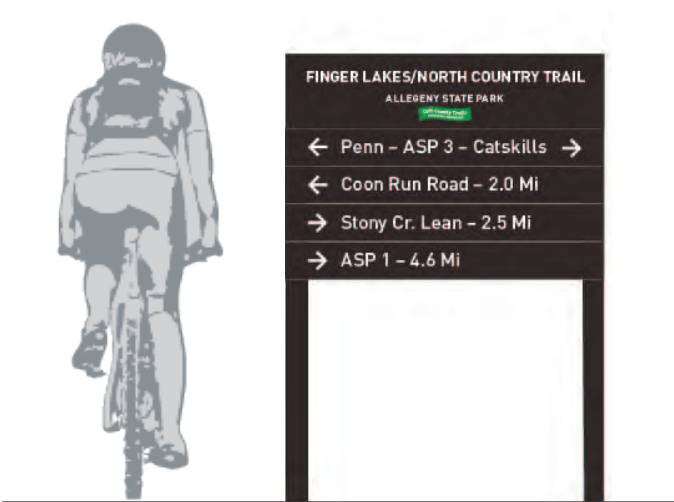 FINGER LAKES/NORTH COUNTRY TRAIL
ALLEGENY STATE PARK
← Penn – ASP 3 – Catskills →
← Coon Run Road – 2.0 Mi
→ Stony Cr. Lean – 2.5 Mi
→ ASP 1 – 4.6 Mi